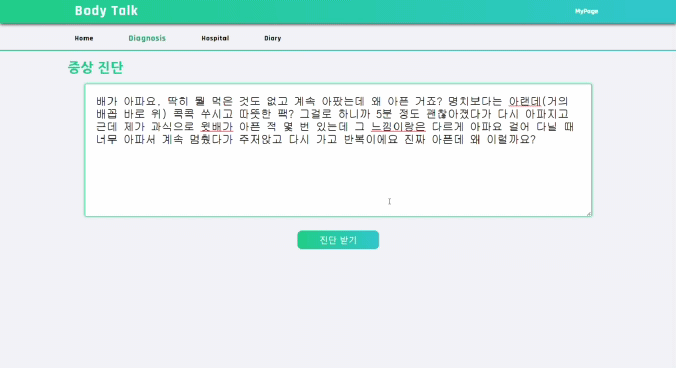 Body Talk
MyPage
Home
Diagnosis
Hospital
Diary
증상 진단
배가 아파요, 딱히 뭘 먹은 것도 없고 계속 아팠는데 왜 아픈 거죠? 명치보다는 아랜데(거의
배꼽 바로 위) 콕콕 쑤시고 따뜻한 팩? 그걸로 하니까 5분 정도 괜찮아졌다가 다시 아파지고
근데 제가 과식으로 윗배가 아픈 적 몇 번 있는데 그 느낌이랑은 다르게 아파요 걸어 다닐 때
너무 아파서 계속 멈췄다가 주저앉고 다시 가고 반복이에요 진짜 아픈데 왜 이럴까요?
진단 받기